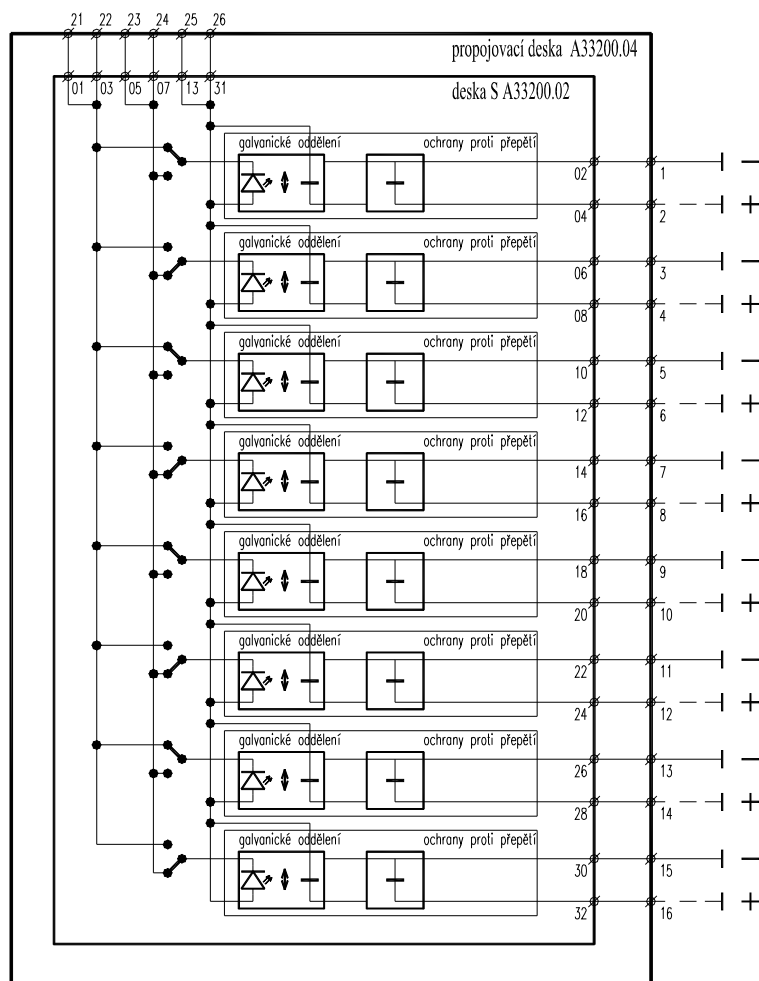 21 22 23 24 25 26
propojovací deska A33200.04
01 03 05 07 13 31
deska S A33200.02
galvanické oddělení ochrany proti přepětí
02 1 −
04 2 +
galvanické oddělení ochrany proti přepětí
06 3 −
08 4 +
galvanické oddělení ochrany proti přepětí
10 5 −
12 6 +
galvanické oddělení ochrany proti přepětí
14 7 −
16 8 +
galvanické oddělení ochrany proti přepětí
18 9 −
20 10 +
galvanické oddělení ochrany proti přepětí
22 11 −
24 12 +
galvanické oddělení ochrany proti přepětí
26 13 −
28 14 +
galvanické oddělení ochrany proti přepětí
30 15 −
32 16 +